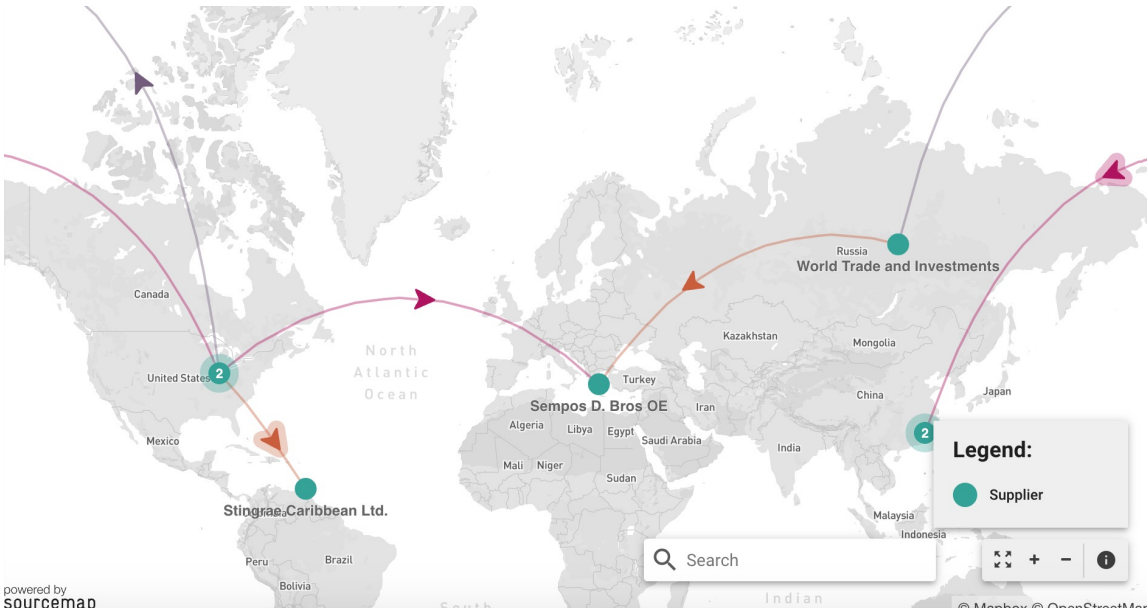 Russia
World Trade and Investments
Canada
Kazakhstan
Mongolia
North
Atlantic
Ocean
2
United States
Turkey
China
Japan
Sempos D. Bros OE
Iran
Algeria
Libya
Egypt
Saudi Arabia
India
2
Mexico
Mali
Niger
Sudan
Legend:
Supplier
Stingrae Caribbean Ltd.
Malaysia
Indonesia
Peru
Brazil
Search
+
-
i
Bolivia
powered by
sourcemap
South
Indian
© Mapbox © OpenStreetMap